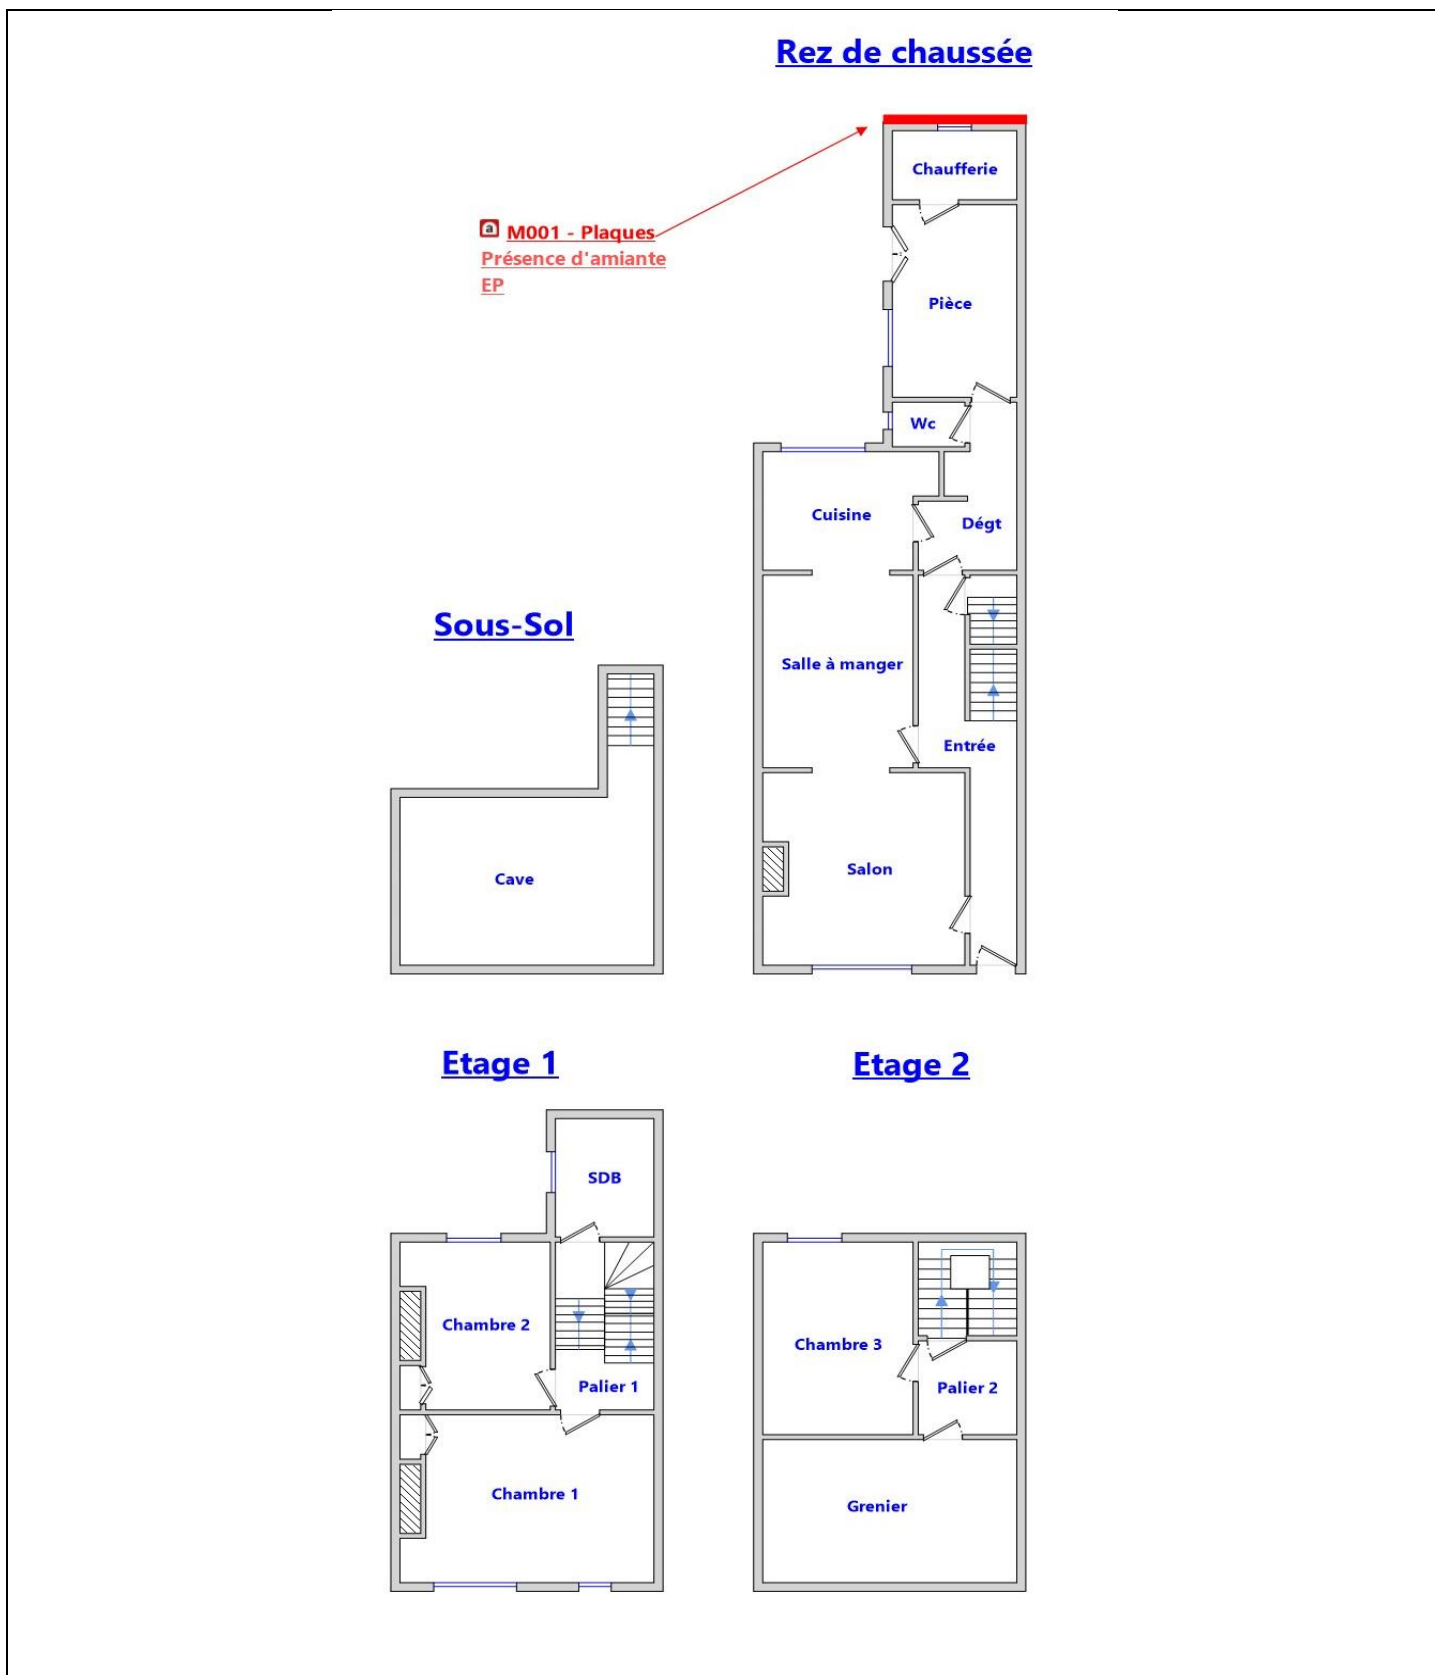 Rez de chaussée
Chaufferie
a M001 - Plaques
Présence d'amiante
EP
Pièce
Wc
Cuisine
Dégt
Sous-Sol
Salle à manger
Entrée
Salon
Cave
Etage 1
Etage 2
SDB
Chambre 2
Chambre 3
Palier 1
Palier 2
Chambre 1
Grenier